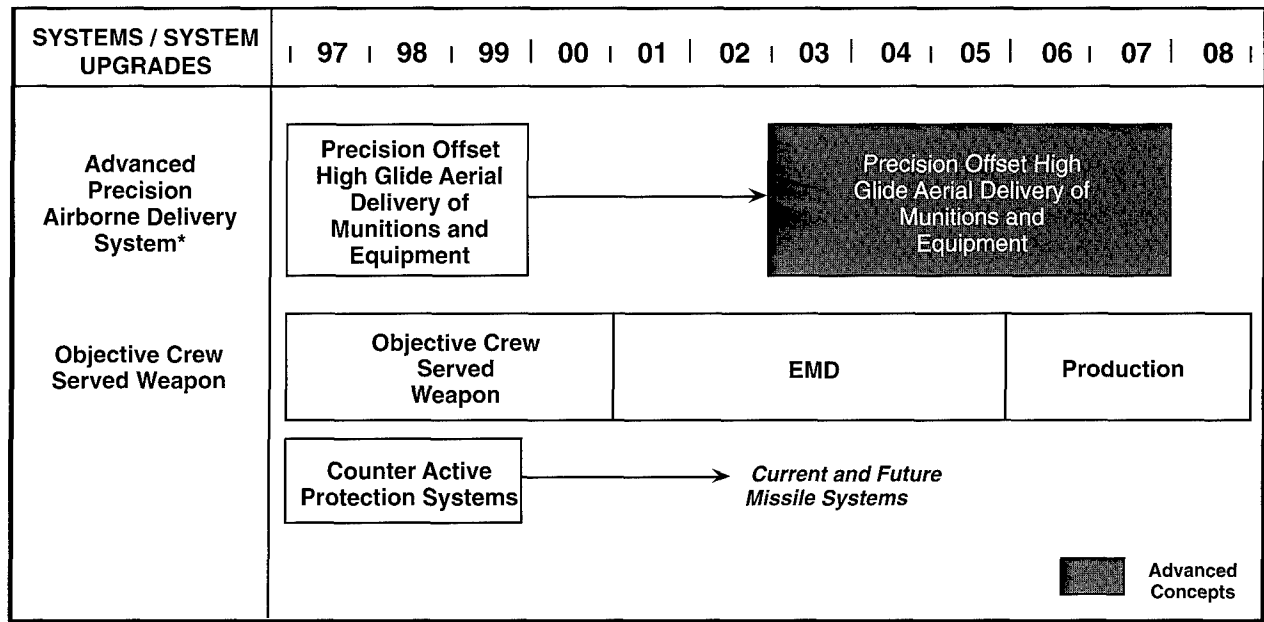 SYSTEMS / SYSTEM
UPGRADES
97 98 99 00 01 02 03 04 05 06 07 08
Advanced
Precision
Airborne Delivery
System*
Precision Offset
High Glide Aerial
Delivery of
Munitions and
Equipment
Precision Offset High
Glide Aerial Delivery of
Munitions and
Equipment
Objective Crew
Served Weapon
Objective Crew
Served
Weapon
EMD
Production
Counter Active
Protection Systems
Current and Future
Missile Systems
Advanced
Concepts